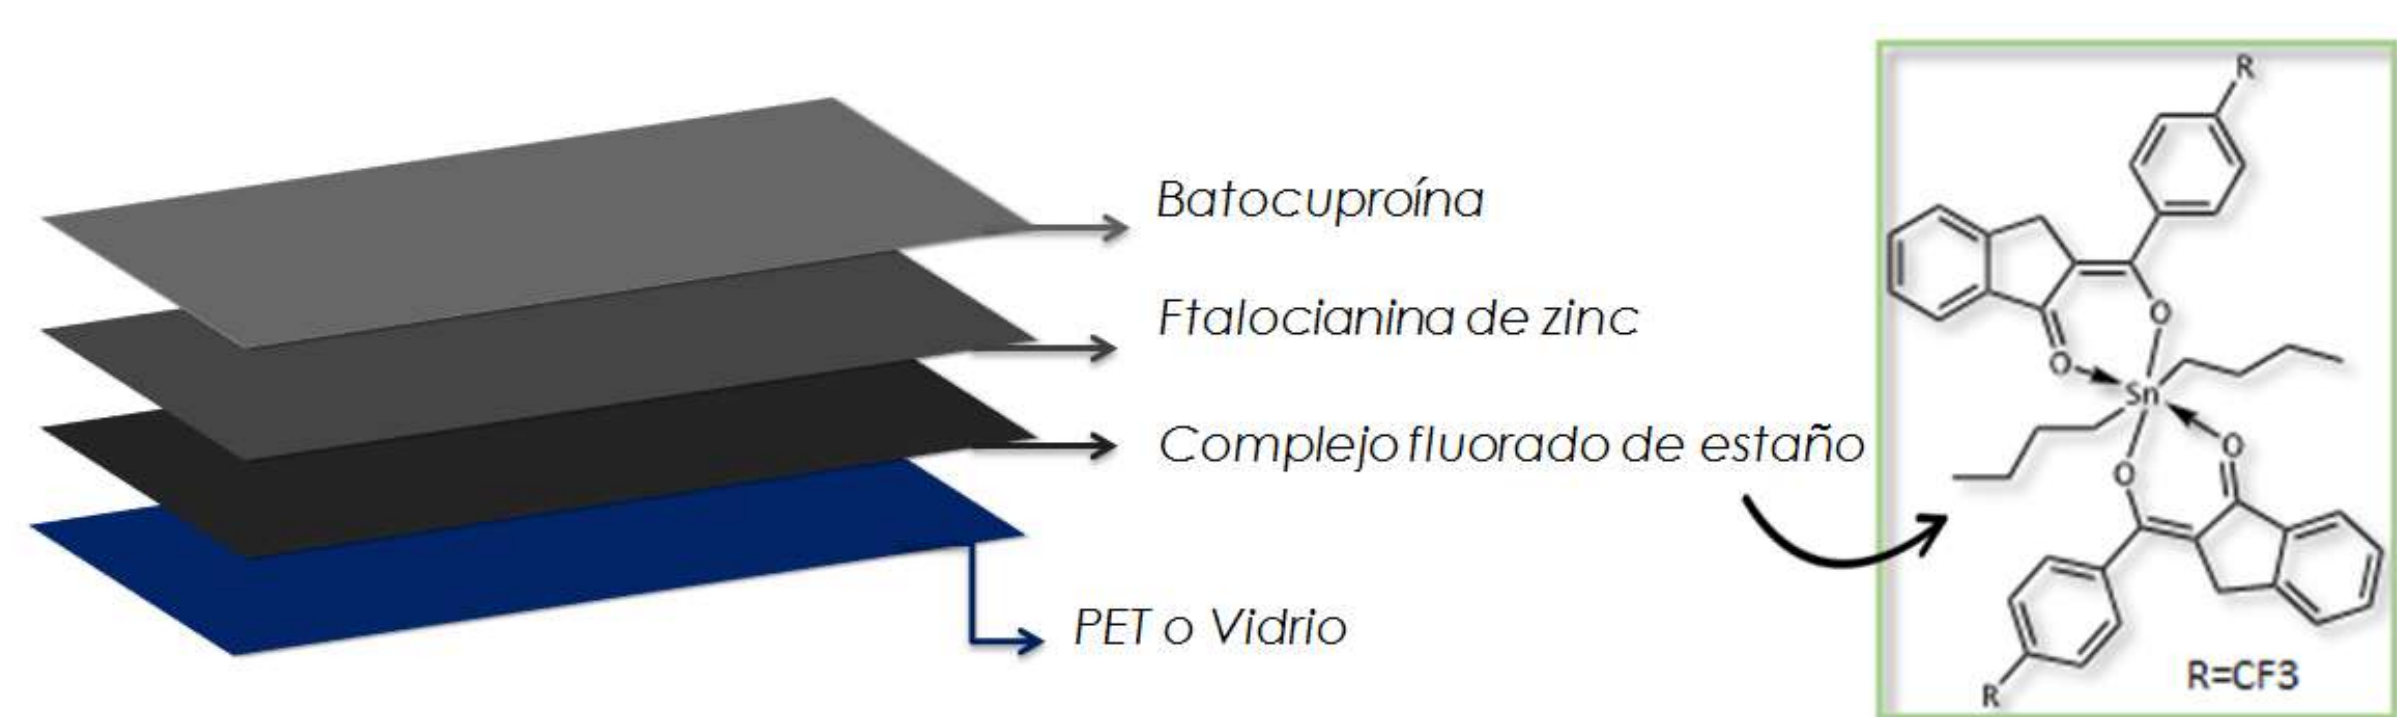 Batocuproína
Ftalocianina de zinc
Complejo fluorado de estaño
PET o Vidrio
R
O
O
Sn
O
O
R=CF3
R